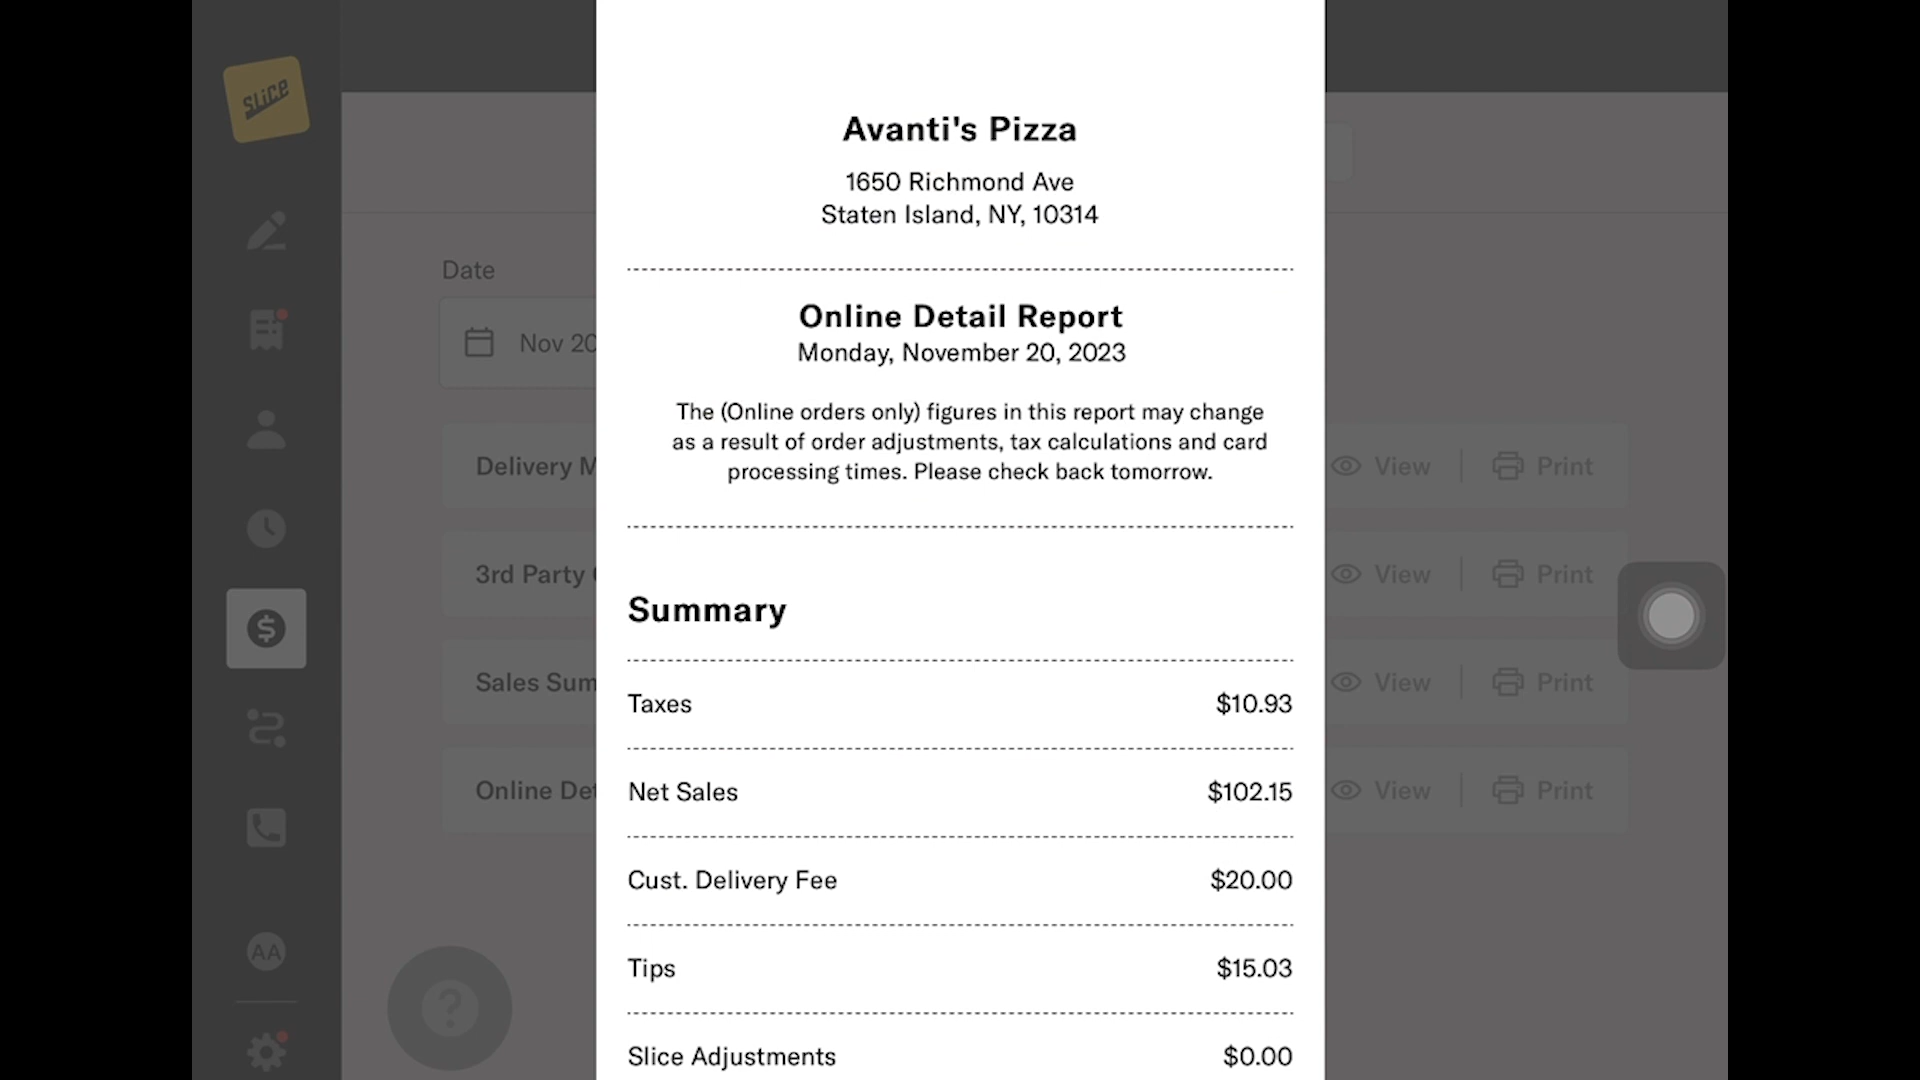 SLiCE
Avanti's Pizza
1650 Richmond Ave
Staten Island, NY, 10314
Date
Nov 20
Online Detail Report
Monday, November 20, 2023
The (Online orders only) figures in this report may change
as a result of order adjustments, tax calculations and card
processing times. Please check back tomorrow.
Delivery M
View
Print
3rd Party
View
Print
Sales Sum
View
Print
Online Det
View
Print
Summary
Taxes $10.93
Net Sales $102.15
Cust. Delivery Fee $20.00
Tips $15.03
Slice Adjustments $0.00
AA
?